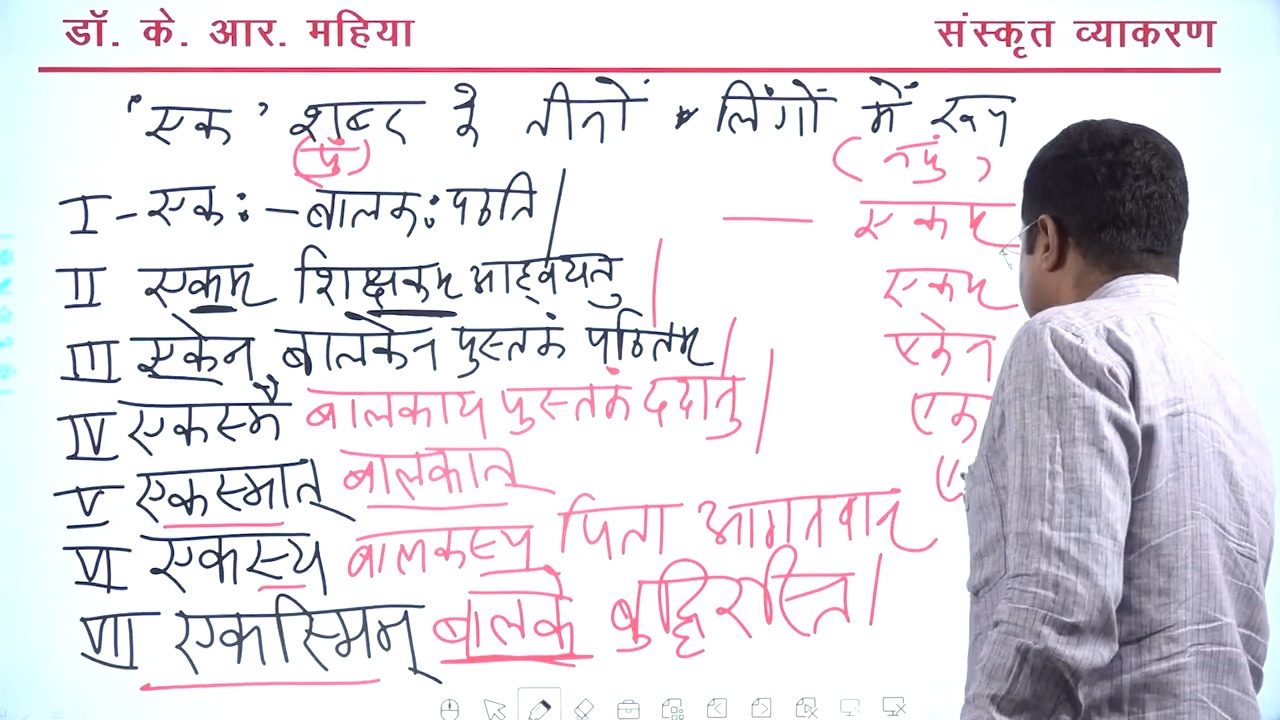 डॉ. के. आर. महिया संस्कृत व्याकरण
'एक' शब्द के तीनों लिंगों में रूप
(पुं) (नपुं)
I - एक: - बालक: पठति। — एकम्
II एकम् शिक्षकम् आह्वयतु । एकम्
III एकेन बालकेन पुस्तकं पठितम् । एकेन
IV एकस्मै बालकाय पुस्तकं ददातु। एक
V एकस्मात् बालकात्
VI एकस्य बालकस्य पिता आगतवान्
VII एकस्मिन् बालके बुद्धिरस्ति।